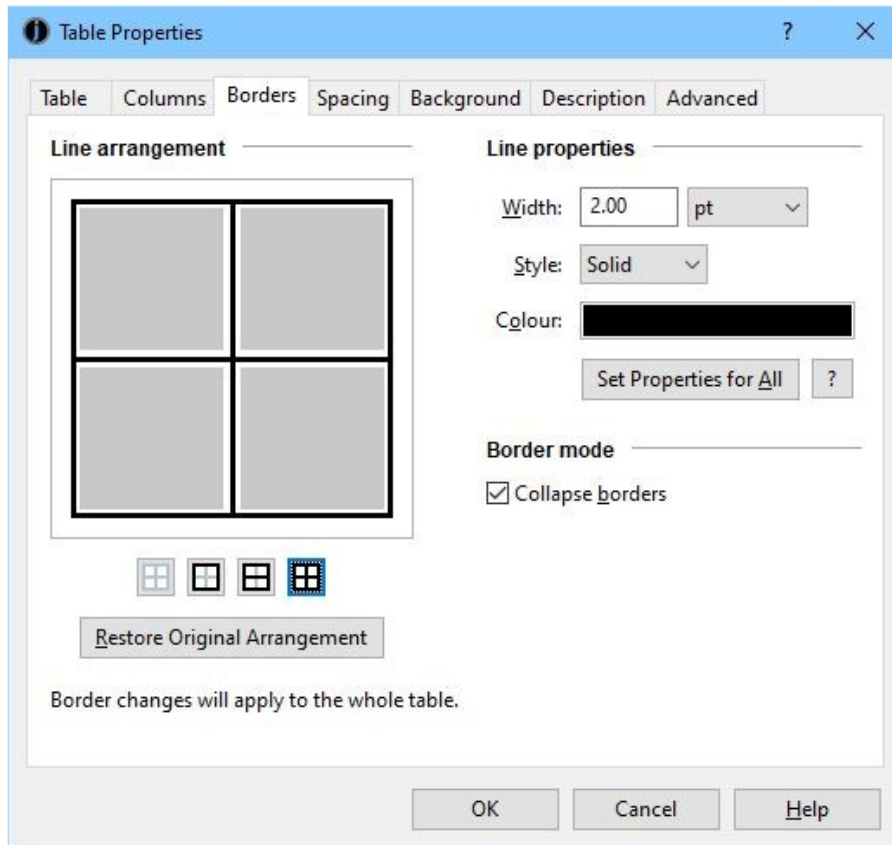 Table Properties ?
Table Columns Borders Spacing Background Description Advanced
Line arrangement
Line properties
Width: 2.00 pt
Style: Solid
Colour:
Set Properties for All ?
Border mode
Collapse borders
Restore Original Arrangement
Border changes will apply to the whole table.
OK Cancel Help